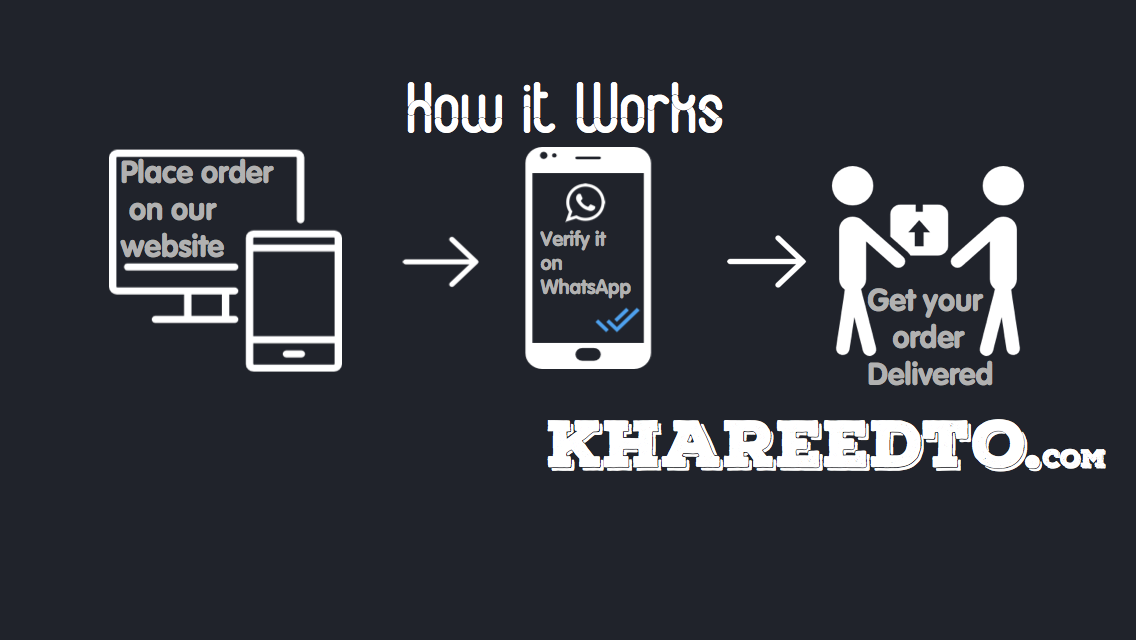 How it Works
Place order
on our
website
Verify it
on
WhatsApp
Get your
order
Delivered
KHAREEDTO.COM